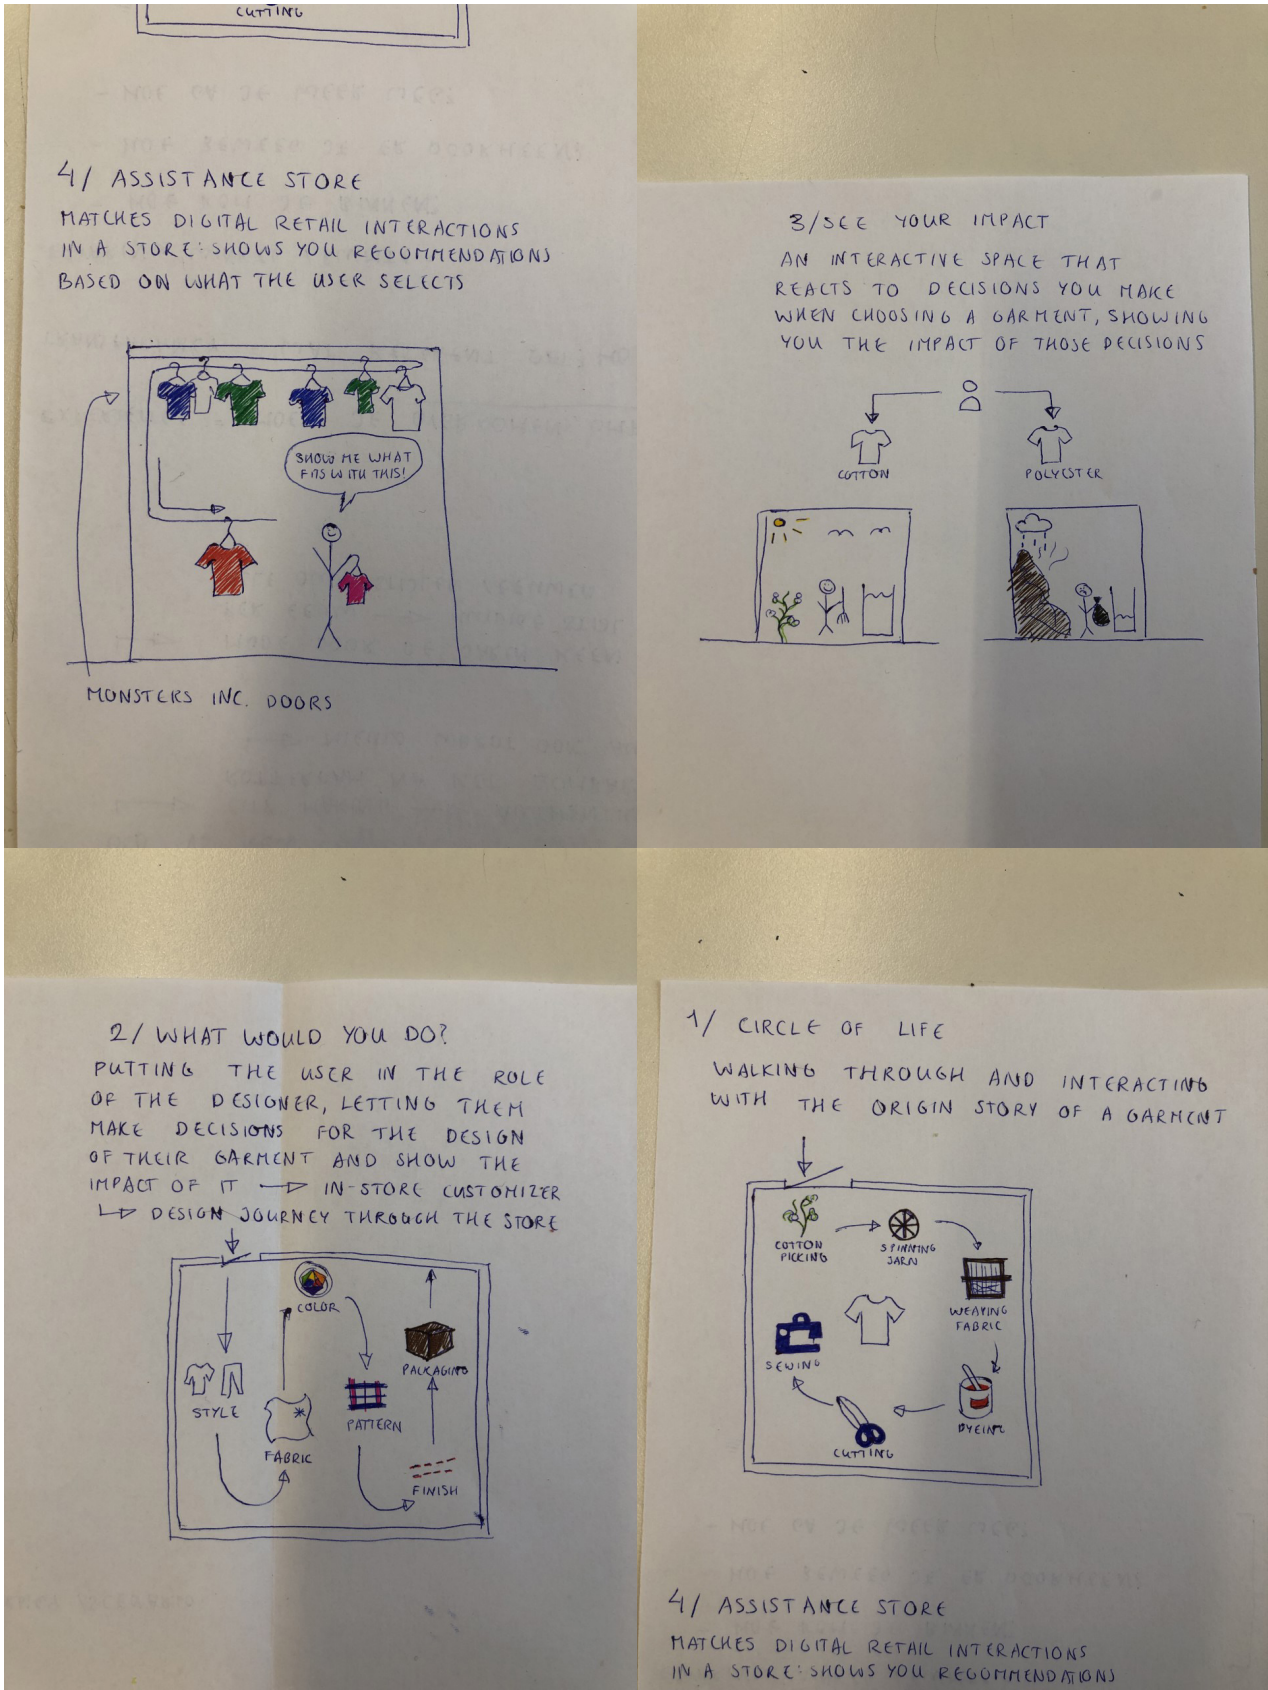 CUTTING
4/ ASSISTANCE STORE
MATCHES DIGITAL RETAIL INTERACTIONS
IN A STORE: SHOWS YOU RECOMMENDATIONS
BASED ON WHAT THE USER SELECTS
SHOW ME WHAT
FITS WITH THIS!
MONSTERS INC. DOORS
3/ SEE YOUR IMPACT
AN INTERACTIVE SPACE THAT
REACTS TO DECISIONS YOU MAKE
WHEN CHOOSING A GARMENT, SHOWING
YOU THE IMPACT OF THOSE DECISIONS
COTTON
POLYESTER
2/ WHAT WOULD YOU DO?
PUTTING THE USER IN THE ROLE
OF THE DESIGNER, LETTING THEM
MAKE DECISIONS FOR THE DESIGN
OF THEIR GARMENT AND SHOW THE
IMPACT OF IT → IN-STORE CUSTOMIZER
↳ DESIGN JOURNEY THROUGH THE STORE
COLOR
PACKAGING
STYLE
PATTERN
FABRIC
FINISH
1/ CIRCLE OF LIFE
WALKING THROUGH AND INTERACTING
WITH THE ORIGIN STORY OF A GARMENT
COTTON
PICKING
SPINNING
JARN
WEAVING
FABRIC
SEWING
DYEING
CUTTING
4/ ASSISTANCE STORE
MATCHES DIGITAL RETAIL INTERACTIONS
IN A STORE: SHOWS YOU RECOMMENDATIONS